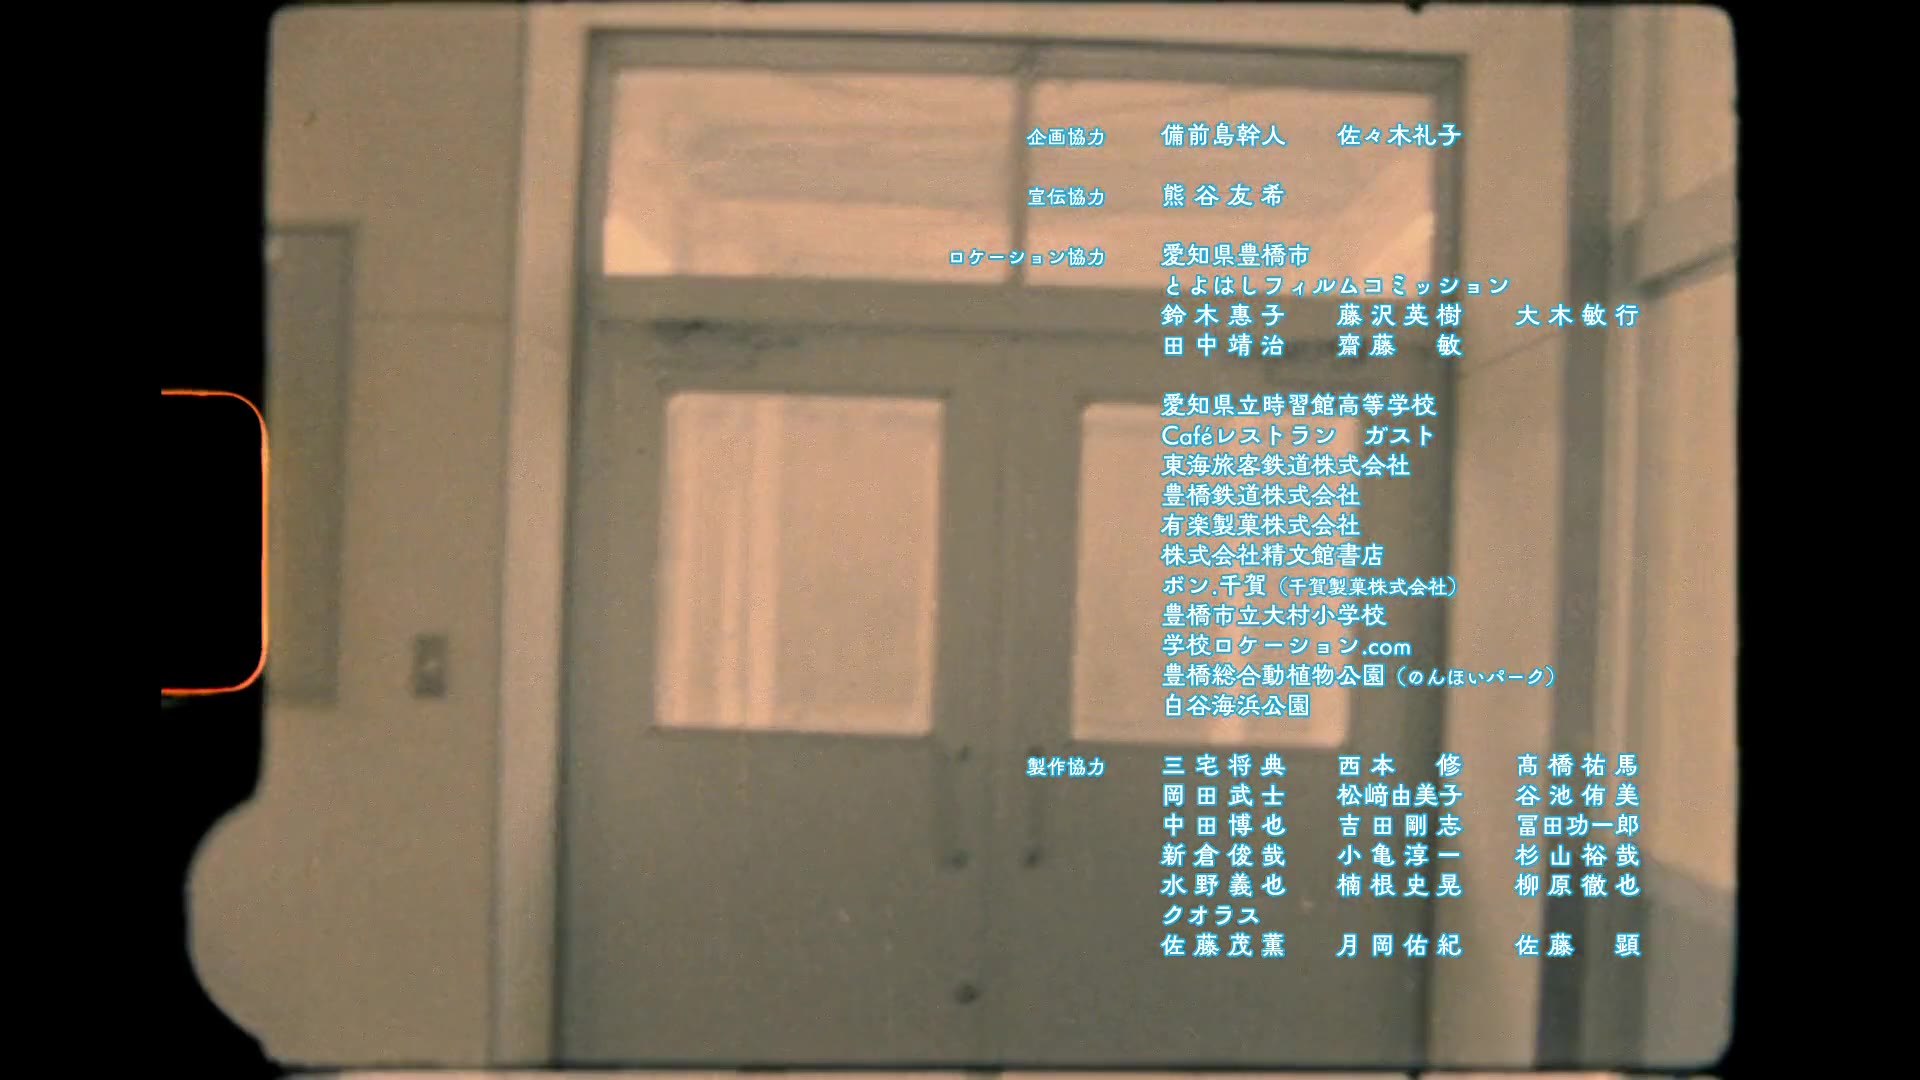 企画協力 備前島幹人 佐々木礼子
宣伝協力 熊谷友希
ロケーション協力 愛知県豊橋市
とよはしフィルムコミッション
鈴木惠子 藤沢英樹 大木敏行
田中靖治 齋藤 敏
愛知県立時習館高等学校
Caféレストラン ガスト
東海旅客鉄道株式会社
豊橋鉄道株式会社
有楽製菓株式会社
株式会社精文館書店
ボン.千賀（千賀製菓株式会社）
豊橋市立大村小学校
学校ロケーション.com
豊橋総合動植物公園（のんほいパーク）
白谷海浜公園
製作協力 三宅将典 西本 修 髙橋祐馬
岡田武士 松﨑由美子 谷池侑美
中田博也 吉田剛志 冨田功一郎
新倉俊哉 小亀淳一 杉山裕哉
水野義也 楠根史晃 柳原徹也
クオラス
佐藤茂薫 月岡佑紀 佐藤 顕